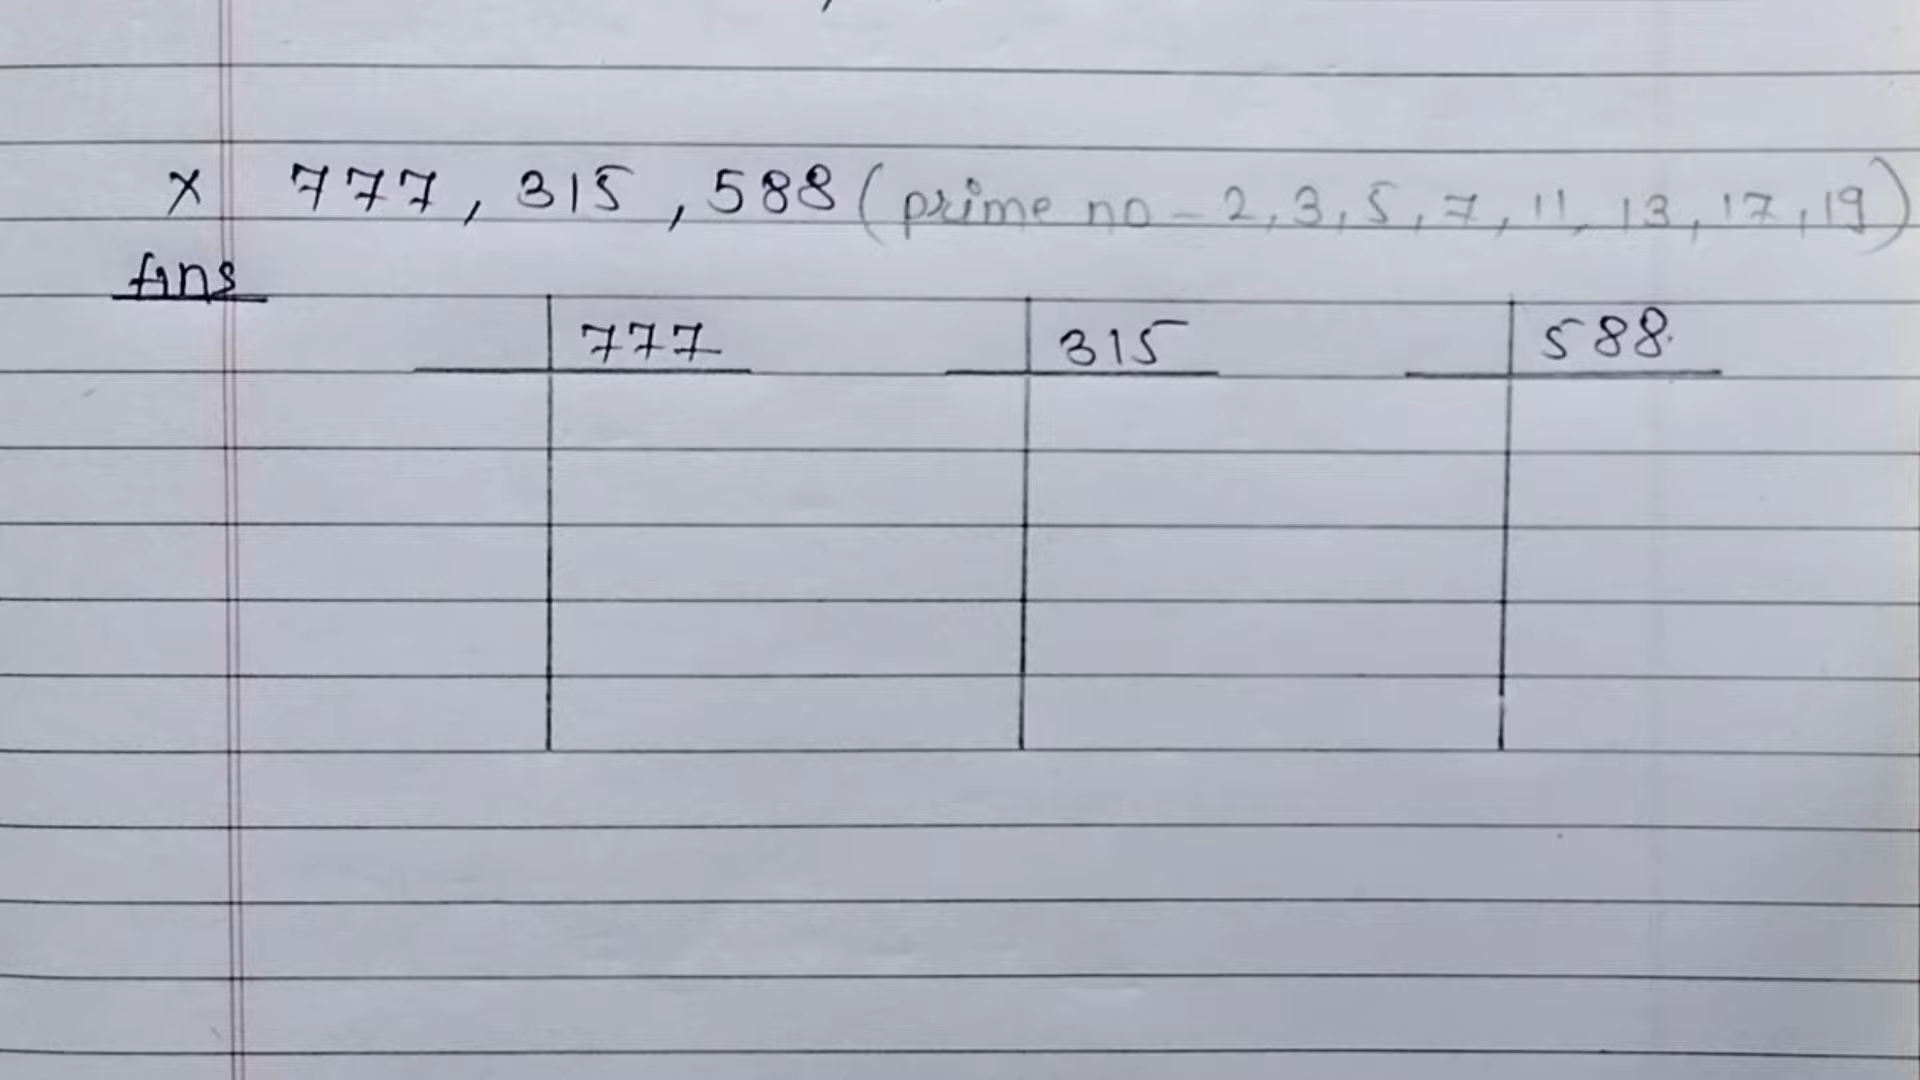 × 777, 315, 588 (prime no - 2, 3, 5, 7, 11, 13, 17, 19)
Ans
777 315 588